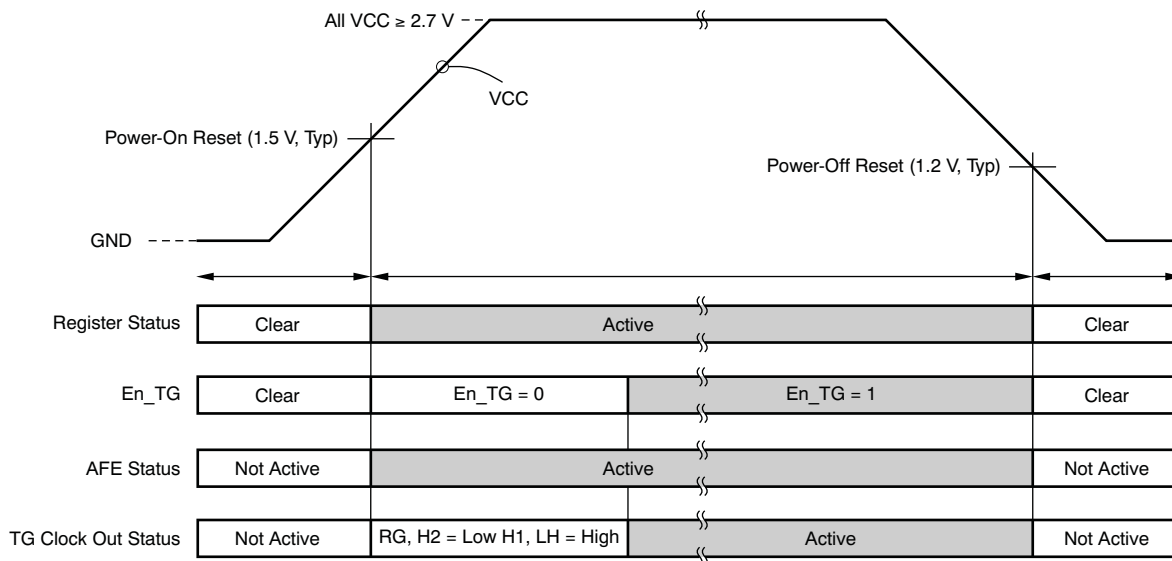 All VCC ≥ 2.7 V
VCC
Power-On Reset (1.5 V, Typ)
Power-Off Reset (1.2 V, Typ)
GND
Register Status
Clear
Active
Clear
En_TG
Clear
En_TG = 0
En_TG = 1
Clear
AFE Status
Not Active
Active
Not Active
TG Clock Out Status
Not Active
RG, H2 = Low H1, LH = High
Active
Not Active